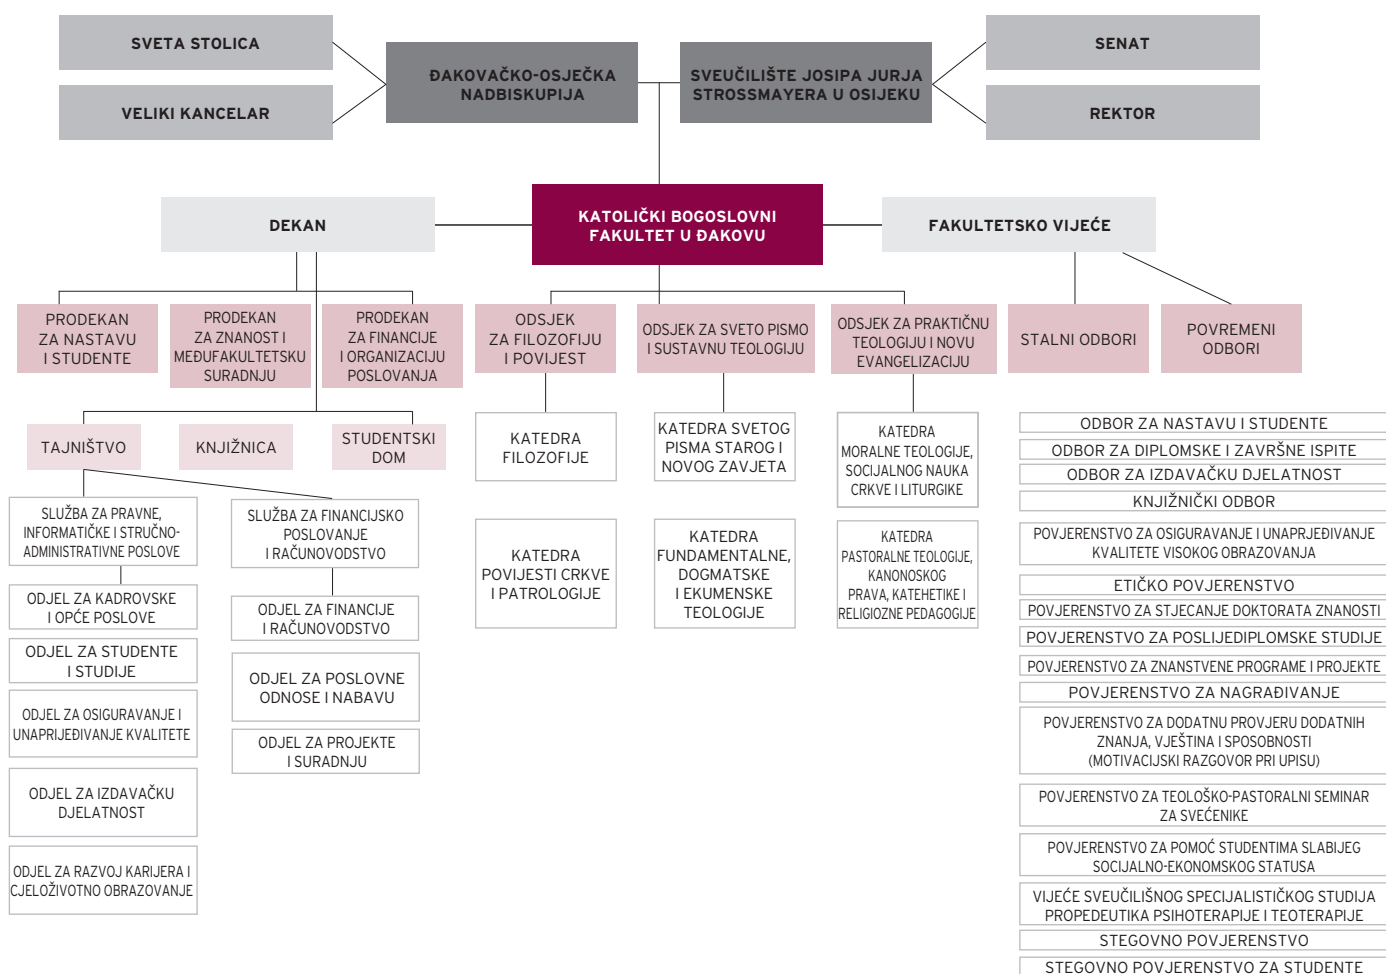 SVETA STOLICA
VELIKI KANCELAR
ĐAKOVAČKO-OSJEČKA
NADBISKUPIJA
SVEUČILIŠTE JOSIPA JURJA
STROSSMAYERA U OSIJEKU
SENAT
REKTOR
DEKAN
KATOLIČKI BOGOSLOVNI
FAKULTET U ĐAKOVU
FAKULTETSKO VIJEĆE
PRODEKAN
ZA NASTAVU
I STUDENTE
PRODEKAN
ZA ZNANOST I
MEĐUFAKULTETSKU
SURADNJU
PRODEKAN
ZA FINANCIJE
I ORGANIZACIJU
POSLOVANJA
ODSJEK
ZA FILOZOFIJU
I POVIJEST
ODSJEK ZA SVETO PISMO
I SUSTAVNU TEOLOGIJU
ODSJEK ZA PRAKTIČNU
TEOLOGIJU I NOVU
EVANGELIZACIJU
STALNI ODBORI
POVREMENI
ODBORI
TAJNIŠTVO
KNJIŽNICA
STUDENTSKI
DOM
SLUŽBA ZA PRAVNE,
INFORMATIČKE I STRUČNO-
ADMINISTRATIVNE POSLOVE
ODJEL ZA KADROVSKE
I OPĆE POSLOVE
ODJEL ZA STUDENTE
I STUDIJE
ODJEL ZA OSIGURAVANJE I
UNAPRIJEĐIVANJE KVALITETE
ODJEL ZA IZDAVAČKU
DJELATNOST
ODJEL ZA RAZVOJ KARIJERA I
CJELOŽIVOTNO OBRAZOVANJE
SLUŽBA ZA FINANCIJSKO
POSLOVANJE
I RAČUNOVODSTVO
ODJEL ZA FINANCIJE
I RAČUNOVODSTVO
ODJEL ZA POSLOVNE
ODNOSE I NABAVU
ODJEL ZA PROJEKTE
I SURADNJU
KATEDRA
FILOZOFIJE
KATEDRA
POVIJESTI CRKVE
I PATROLOGIJE
KATEDRA SVETOG
PISMA STAROG I
NOVOG ZAVJETA
KATEDRA
FUNDAMENTALNE,
DOGMATSKE
I EKUMENSKE
TEOLOGIJE
KATEDRA
MORALNE TEOLOGIJE,
SOCIJALNOG NAUKA
CRKVE I LITURGIKE
KATEDRA
PASTORALNE TEOLOGIJE,
KANONOSKOG
PRAVA, KATEHETIKE I
RELIGIOZNE PEDAGOGIJE
ODBOR ZA NASTAVU I STUDENTE
ODBOR ZA DIPLOMSKE I ZAVRŠNE ISPITE
ODBOR ZA IZDAVAČKU DJELATNOST
KNJIŽNIČKI ODBOR
POVJERENSTVO ZA OSIGURAVANJE I UNAPRJEĐIVANJE
KVALITETE VISOKOG OBRAZOVANJA
ETIČKO POVJERENSTVO
POVJERENSTVO ZA STJECANJE DOKTORATA ZNANOSTI
POVJERENSTVO ZA POSLIJEDIPLOMSKE STUDIJE
POVJERENSTVO ZA ZNANSTVENE PROGRAME I PROJEKTE
POVJERENSTVO ZA NAGRAĐIVANJE
POVJERENSTVO ZA DODATNU PROVJERU DODATNIH
ZNANJA, VJEŠTINA I SPOSOBNOSTI
(MOTIVACIJSKI RAZGOVOR PRI UPISU)
POVJERENSTVO ZA TEOLOŠKO-PASTORALNI SEMINAR
ZA SVEĆENIKE
POVJERENSTVO ZA POMOĆ STUDENTIMA SLABIJEG
SOCIJALNO-EKONOMSKOG STATUSA
VIJEĆE SVEUČILIŠNOG SPECIJALISTIČKOG STUDIJA
PROPEDEUTIKA PSIHOTERAPIJE I TEOTERAPIJE
STEGOVNO POVJERENSTVO
STEGOVNO POVJERENSTVO ZA STUDENTE